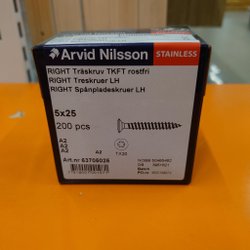 Arvid Nilsson
STAINLESS
RIGHT Träskruv TKFT rostfri
RIGHT Treskruer LH
RIGHT Spånpladeskruer LH
5x25
200 pcs
A2
A2
A2
TX20
Art.nr 63705025